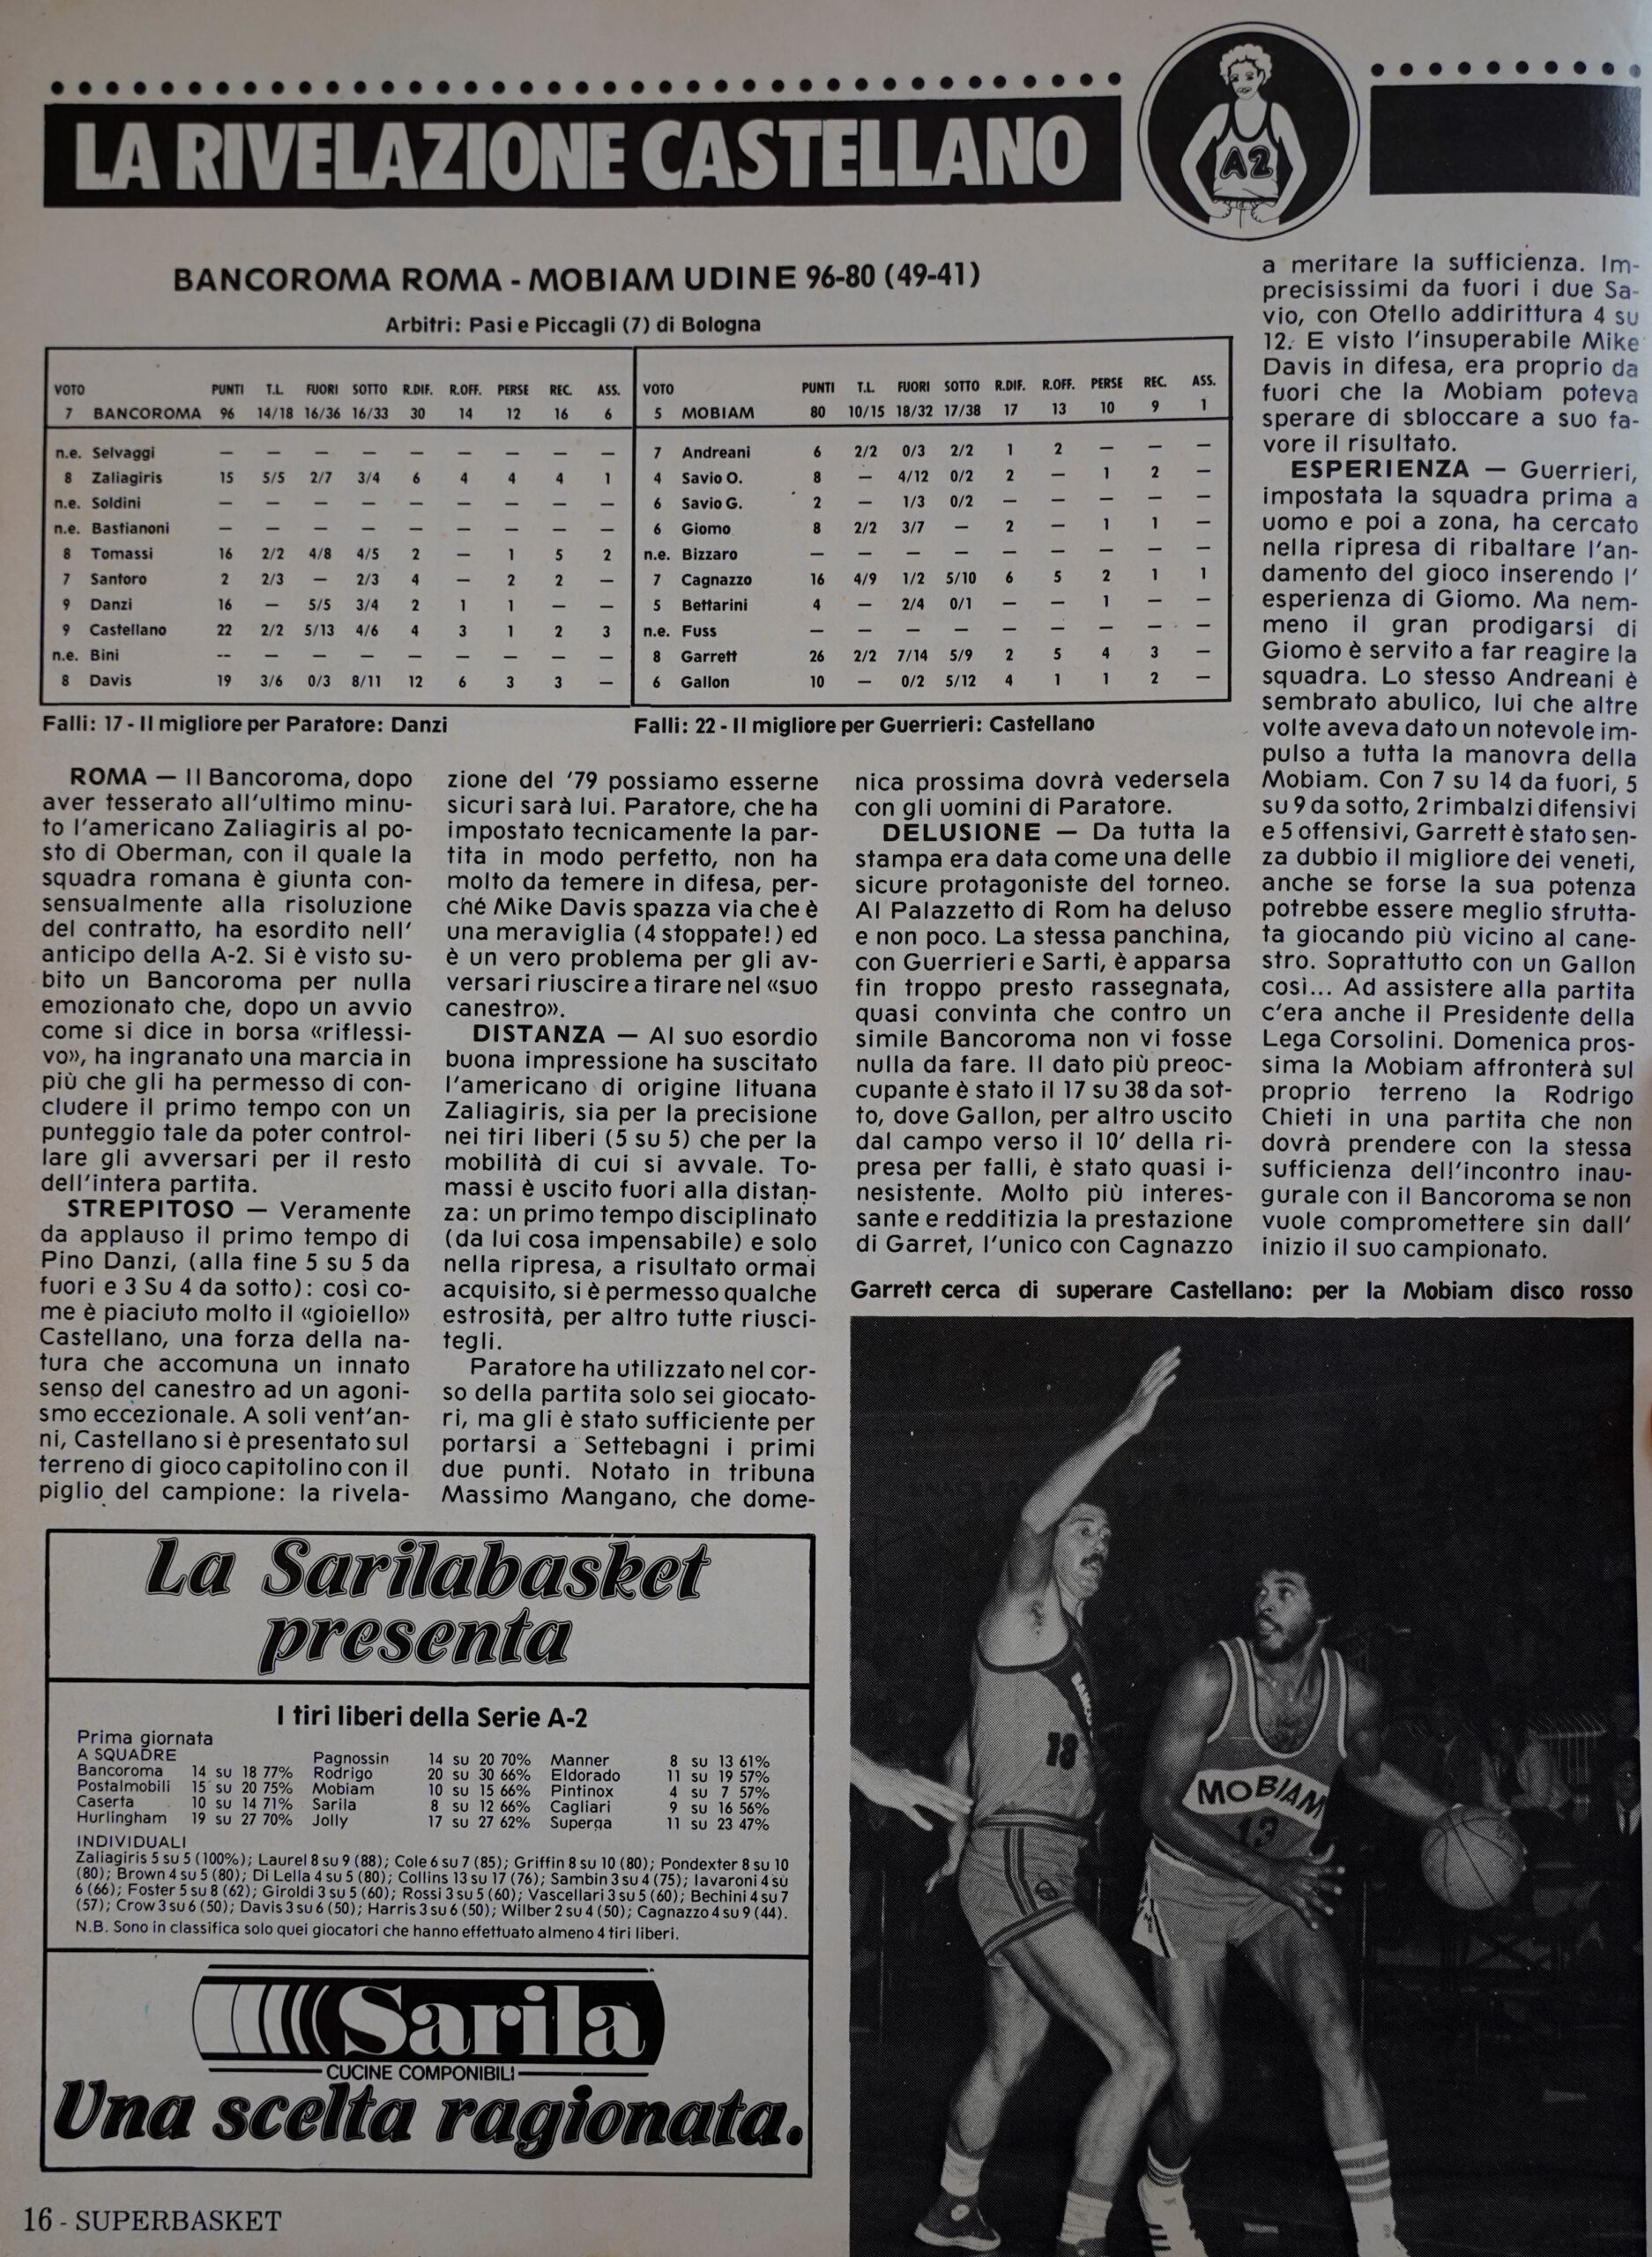 LA RIVELAZIONE CASTELLANO
A2
BANCOROMA ROMA - MOBIAM UDINE 96-80 (49-41)
Arbitri: Pasi e Piccagli (7) di Bologna
VOTO PUNTI T.L. FUORI SOTTO R.DIF. R.OFF. PERSE REC. ASS.
7 BANCOROMA 96 14/18 16/36 16/33 30 14 12 16 6
n.e. Selvaggi — — — — — — — — —
8 Zaliagiris 15 5/5 2/7 3/4 6 4 4 4 1
n.e. Soldini — — — — — — — — —
n.e. Bastianoni — — — — — — — — —
8 Tomassi 16 2/2 4/8 4/5 2 — 1 5 2
7 Santoro 2 2/3 — 2/3 4 — 2 2 —
9 Danzi 16 — 5/5 3/4 2 1 1 — —
9 Castellano 22 2/2 5/13 4/6 4 3 1 2 3
n.e. Bini -- — — — — — — — —
8 Davis 19 3/6 0/3 8/11 12 6 3 3 —
Falli: 17 - Il migliore per Paratore: Danzi
VOTO PUNTI T.L. FUORI SOTTO R.DIF. R.OFF. PERSE REC. ASS.
5 MOBIAM 80 10/15 18/32 17/38 17 13 10 9 1
7 Andreani 6 2/2 0/3 2/2 1 2 — — —
4 Savio O. 8 — 4/12 0/2 2 — 1 2 —
6 Savio G. 2 — 1/3 0/2 — — — — —
6 Giomo 8 2/2 3/7 — 2 — 1 1 —
n.e. Bizzaro — — — — — — — — —
7 Cagnazzo 16 4/9 1/2 5/10 6 5 2 1 1
5 Bettarini 4 — 2/4 0/1 — — 1 — —
n.e. Fuss — — — — — — — — —
8 Garrett 26 2/2 7/14 5/9 2 5 4 3 —
6 Gallon 10 — 0/2 5/12 4 1 1 2 —
Falli: 22 - Il migliore per Guerrieri: Castellano
ROMA — Il Bancoroma, dopo
aver tesserato all'ultimo minu-
to l'americano Zaliagiris al po-
sto di Oberman, con il quale la
squadra romana è giunta con-
sensualmente alla risoluzione
del contratto, ha esordito nell'
anticipo della A-2. Si è visto su-
bito un Bancoroma per nulla
emozionato che, dopo un avvio
come si dice in borsa «riflessi-
vo», ha ingranato una marcia in
più che gli ha permesso di con-
cludere il primo tempo con un
punteggio tale da poter control-
lare gli avversari per il resto
dell'intera partita.
STREPITOSO — Veramente
da applauso il primo tempo di
Pino Danzi, (alla fine 5 su 5 da
fuori e 3 Su 4 da sotto): così co-
me è piaciuto molto il «gioiello»
Castellano, una forza della na-
tura che accomuna un innato
senso del canestro ad un agoni-
smo eccezionale. A soli vent'an-
ni, Castellano si è presentato sul
terreno di gioco capitolino con il
piglio del campione: la rivela-
zione del '79 possiamo esserne
sicuri sarà lui. Paratore, che ha
impostato tecnicamente la par-
tita in modo perfetto, non ha
molto da temere in difesa, per-
ché Mike Davis spazza via che è
una meraviglia (4 stoppate!) ed
è un vero problema per gli av-
versari riuscire a tirare nel «suo
canestro».
DISTANZA — Al suo esordio
buona impressione ha suscitato
l'americano di origine lituana
Zaliagiris, sia per la precisione
nei tiri liberi (5 su 5) che per la
mobilità di cui si avvale. To-
massi è uscito fuori alla distan-
za: un primo tempo disciplinato
(da lui cosa impensabile) e solo
nella ripresa, a risultato ormai
acquisito, si è permesso qualche
estrosità, per altro tutte riusci-
tegli.
Paratore ha utilizzato nel cor-
so della partita solo sei giocato-
ri, ma gli è stato sufficiente per
portarsi a Settebagni i primi
due punti. Notato in tribuna
Massimo Mangano, che dome-
nica prossima dovrà vedersela
con gli uomini di Paratore.
DELUSIONE — Da tutta la
stampa era data come una delle
sicure protagoniste del torneo.
Al Palazzetto di Rom ha deluso
e non poco. La stessa panchina,
con Guerrieri e Sarti, è apparsa
fin troppo presto rassegnata,
quasi convinta che contro un
simile Bancoroma non vi fosse
nulla da fare. Il dato più preoc-
cupante è stato il 17 su 38 da sot-
to, dove Gallon, per altro uscito
dal campo verso il 10' della ri-
presa per falli, è stato quasi i-
nesistente. Molto più interes-
sante e redditizia la prestazione
di Garret, l'unico con Cagnazzo
a meritare la sufficienza. Im-
precisissimi da fuori i due Sa-
vio, con Otello addirittura 4 su
12. E visto l'insuperabile Mike
Davis in difesa, era proprio da
fuori che la Mobiam poteva
sperare di sbloccare a suo fa-
vore il risultato.
ESPERIENZA — Guerrieri,
impostata la squadra prima a
uomo e poi a zona, ha cercato
nella ripresa di ribaltare l'an-
damento del gioco inserendo l'
esperienza di Giomo. Ma nem-
meno il gran prodigarsi di
Giomo è servito a far reagire la
squadra. Lo stesso Andreani è
sembrato abulico, lui che altre
volte aveva dato un notevole im-
pulso a tutta la manovra della
Mobiam. Con 7 su 14 da fuori, 5
su 9 da sotto, 2 rimbalzi difensivi
e 5 offensivi, Garrett è stato sen-
za dubbio il migliore dei veneti,
anche se forse la sua potenza
potrebbe essere meglio sfrutta-
ta giocando più vicino al cane-
stro. Soprattutto con un Gallon
così... Ad assistere alla partita
c'era anche il Presidente della
Lega Corsolini. Domenica pros-
sima la Mobiam affronterà sul
proprio terreno la Rodrigo
Chieti in una partita che non
dovrà prendere con la stessa
sufficienza dell'incontro inau-
gurale con il Bancoroma se non
vuole compromettere sin dall'
inizio il suo campionato.
Garrett cerca di superare Castellano: per la Mobiam disco rosso
18
MOBIAM
13
La Sarilabasket
presenta
I tiri liberi della Serie A-2
Prima giornata
A SQUADRE
Bancoroma 14 su 18 77%
Postalmobili 15 su 20 75%
Caserta 10 su 14 71%
Hurlingham 19 su 27 70%
Pagnossin 14 su 20 70%
Rodrigo 20 su 30 66%
Mobiam 10 su 15 66%
Sarila 8 su 12 66%
Jolly 17 su 27 62%
Manner 8 su 13 61%
Eldorado 11 su 19 57%
Pintinox 4 su 7 57%
Cagliari 9 su 16 56%
Superga 11 su 23 47%
INDIVIDUALI
Zaliagiris 5 su 5 (100%); Laurel 8 su 9 (88); Cole 6 su 7 (85); Griffin 8 su 10 (80); Pondexter 8 su 10
(80); Brown 4 su 5 (80); Di Lella 4 su 5 (80); Collins 13 su 17 (76); Sambin 3 su 4 (75); Iavaroni 4 su
6 (66); Foster 5 su 8 (62); Giroldi 3 su 5 (60); Rossi 3 su 5 (60); Vascellari 3 su 5 (60); Bechini 4 su 7
(57); Crow 3 su 6 (50); Davis 3 su 6 (50); Harris 3 su 6 (50); Wilber 2 su 4 (50); Cagnazzo 4 su 9 (44).
N.B. Sono in classifica solo quei giocatori che hanno effettuato almeno 4 tiri liberi.
Sarila
CUCINE COMPONIBILI
Una scelta ragionata.
16 - SUPERBASKET